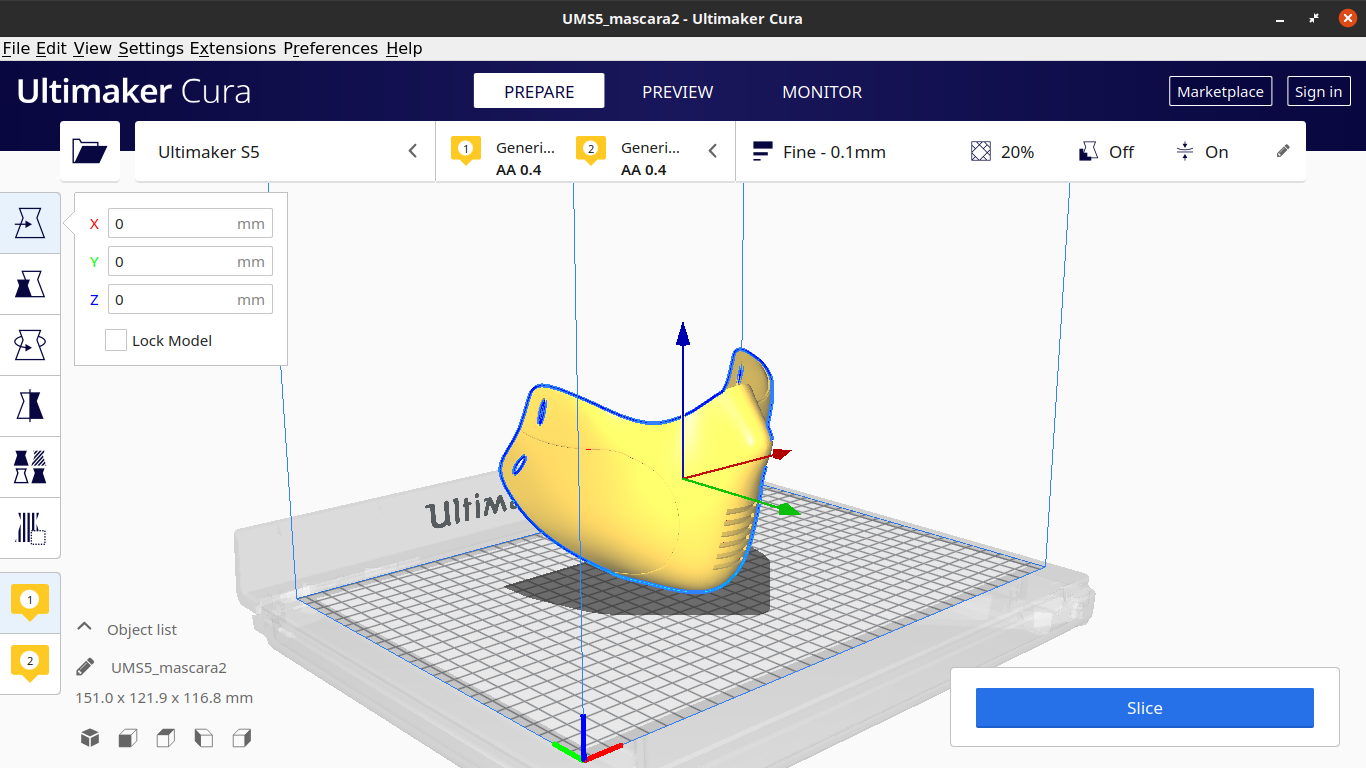 UMS5_mascara2 - Ultimaker Cura
File Edit View Settings Extensions Preferences Help
Ultimaker Cura
PREPARE
PREVIEW
MONITOR
Marketplace
Sign in
Ultimaker S5
1
Generi...
AA 0.4
2
Generi...
AA 0.4
Fine - 0.1mm
20%
Off
On
X 0 mm
Y 0 mm
Z 0 mm
Lock Model
1
2
Object list
UMS5_mascara2
151.0 x 121.9 x 116.8 mm
Slice